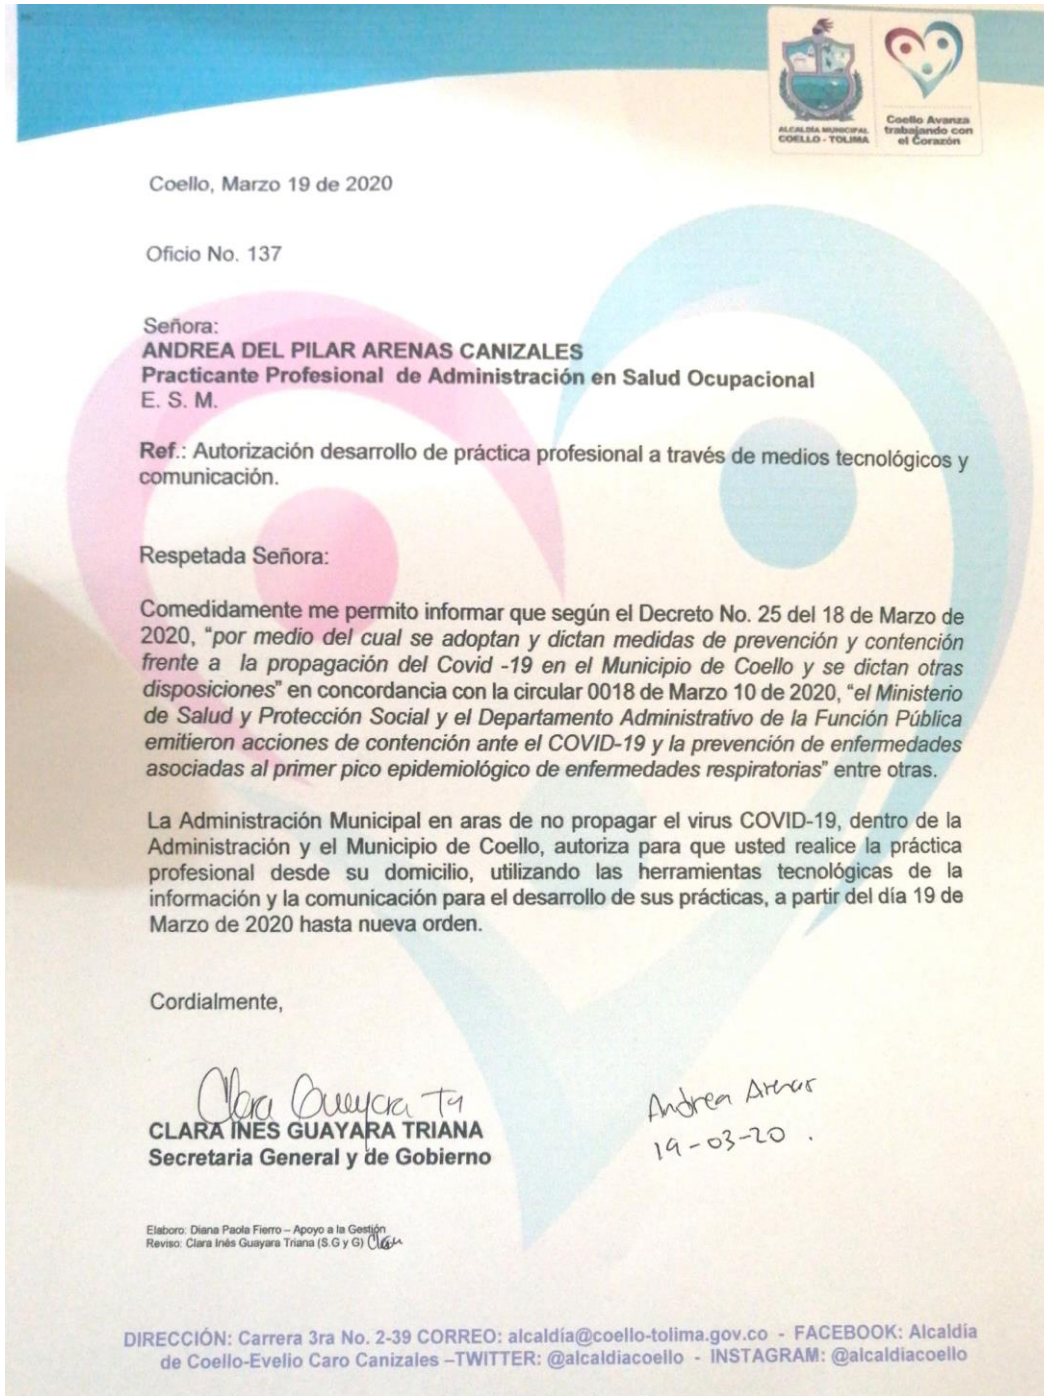 ALCALDÍA MUNICIPAL
COELLO - TOLIMA
Coello Avanza
trabajando con
el Corazón
Coello, Marzo 19 de 2020
Oficio No. 137
Señora:
ANDREA DEL PILAR ARENAS CANIZALES
Practicante Profesional de Administración en Salud Ocupacional
E. S. M.
Ref.: Autorización desarrollo de práctica profesional a través de medios tecnológicos y
comunicación.
Respetada Señora:
Comedidamente me permito informar que según el Decreto No. 25 del 18 de Marzo de
2020, “por medio del cual se adoptan y dictan medidas de prevención y contención
frente a la propagación del Covid -19 en el Municipio de Coello y se dictan otras
disposiciones” en concordancia con la circular 0018 de Marzo 10 de 2020, “el Ministerio
de Salud y Protección Social y el Departamento Administrativo de la Función Pública
emitieron acciones de contención ante el COVID-19 y la prevención de enfermedades
asociadas al primer pico epidemiológico de enfermedades respiratorias” entre otras.
La Administración Municipal en aras de no propagar el virus COVID-19, dentro de la
Administración y el Municipio de Coello, autoriza para que usted realice la práctica
profesional desde su domicilio, utilizando las herramientas tecnológicas de la
información y la comunicación para el desarrollo de sus prácticas, a partir del día 19 de
Marzo de 2020 hasta nueva orden.
Cordialmente,
Clara Guayara T
CLARA INES GUAYARA TRIANA
Secretaria General y de Gobierno
Andrea Arenas
19-03-20.
Elaboro: Diana Paola Fierro – Apoyo a la Gestión
Reviso: Clara Inés Guayara Triana (S.G y G) Clara
DIRECCIÓN: Carrera 3ra No. 2-39 CORREO: alcaldía@coello-tolima.gov.co - FACEBOOK: Alcaldía
de Coello-Evelio Caro Canizales –TWITTER: @alcaldiacoello - INSTAGRAM: @alcaldiacoello